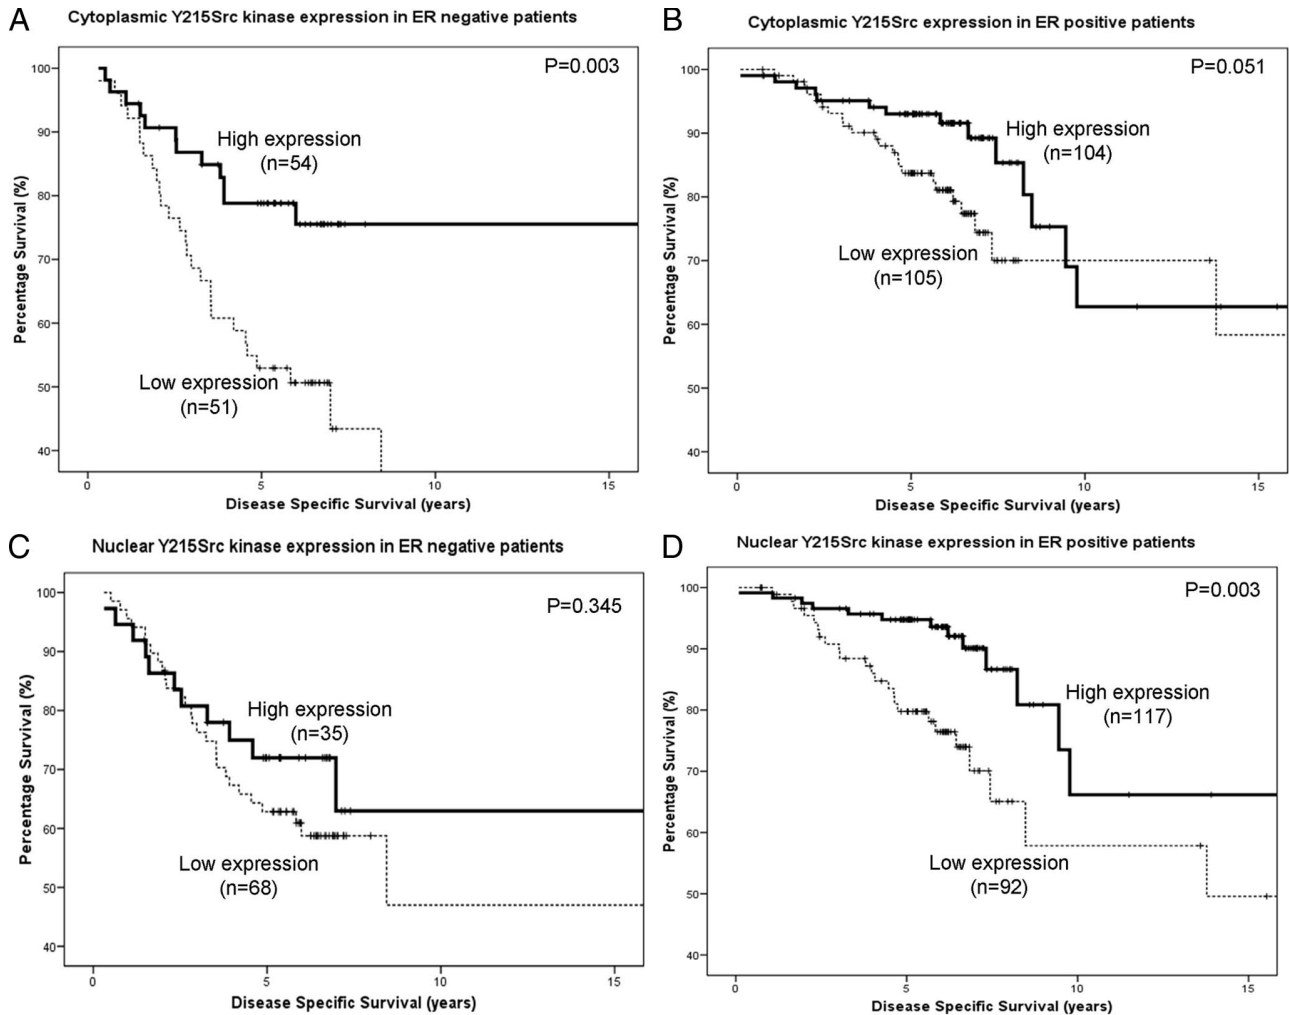 A
Cytoplasmic Y215Src kinase expression in ER negative patients
P=0.003
High expression
(n=54)
Low expression
(n=51)
Percentage Survival (%)
100
90
80
70
60
50
40
0 5 10 15
Disease Specific Survival (years)
B
Cytoplasmic Y215Src expression in ER positive patients
P=0.051
High expression
(n=104)
Low expression
(n=105)
Percentage Survival (%)
100
90
80
70
60
50
40
0 5 10 15
Disease Specific Survival (years)
C
Nuclear Y215Src kinase expression in ER negative patients
P=0.345
High expression
(n=35)
Low expression
(n=68)
Percentage Survival (%)
100
90
80
70
60
50
40
0 5 10 15
Disease Specific Survival (years)
D
Nuclear Y215Src kinase expression in ER positive patients
P=0.003
High expression
(n=117)
Low expression
(n=92)
Percentage Survival (%)
100
90
80
70
60
50
40
0 5 10 15
Disease Specific Survival (years)